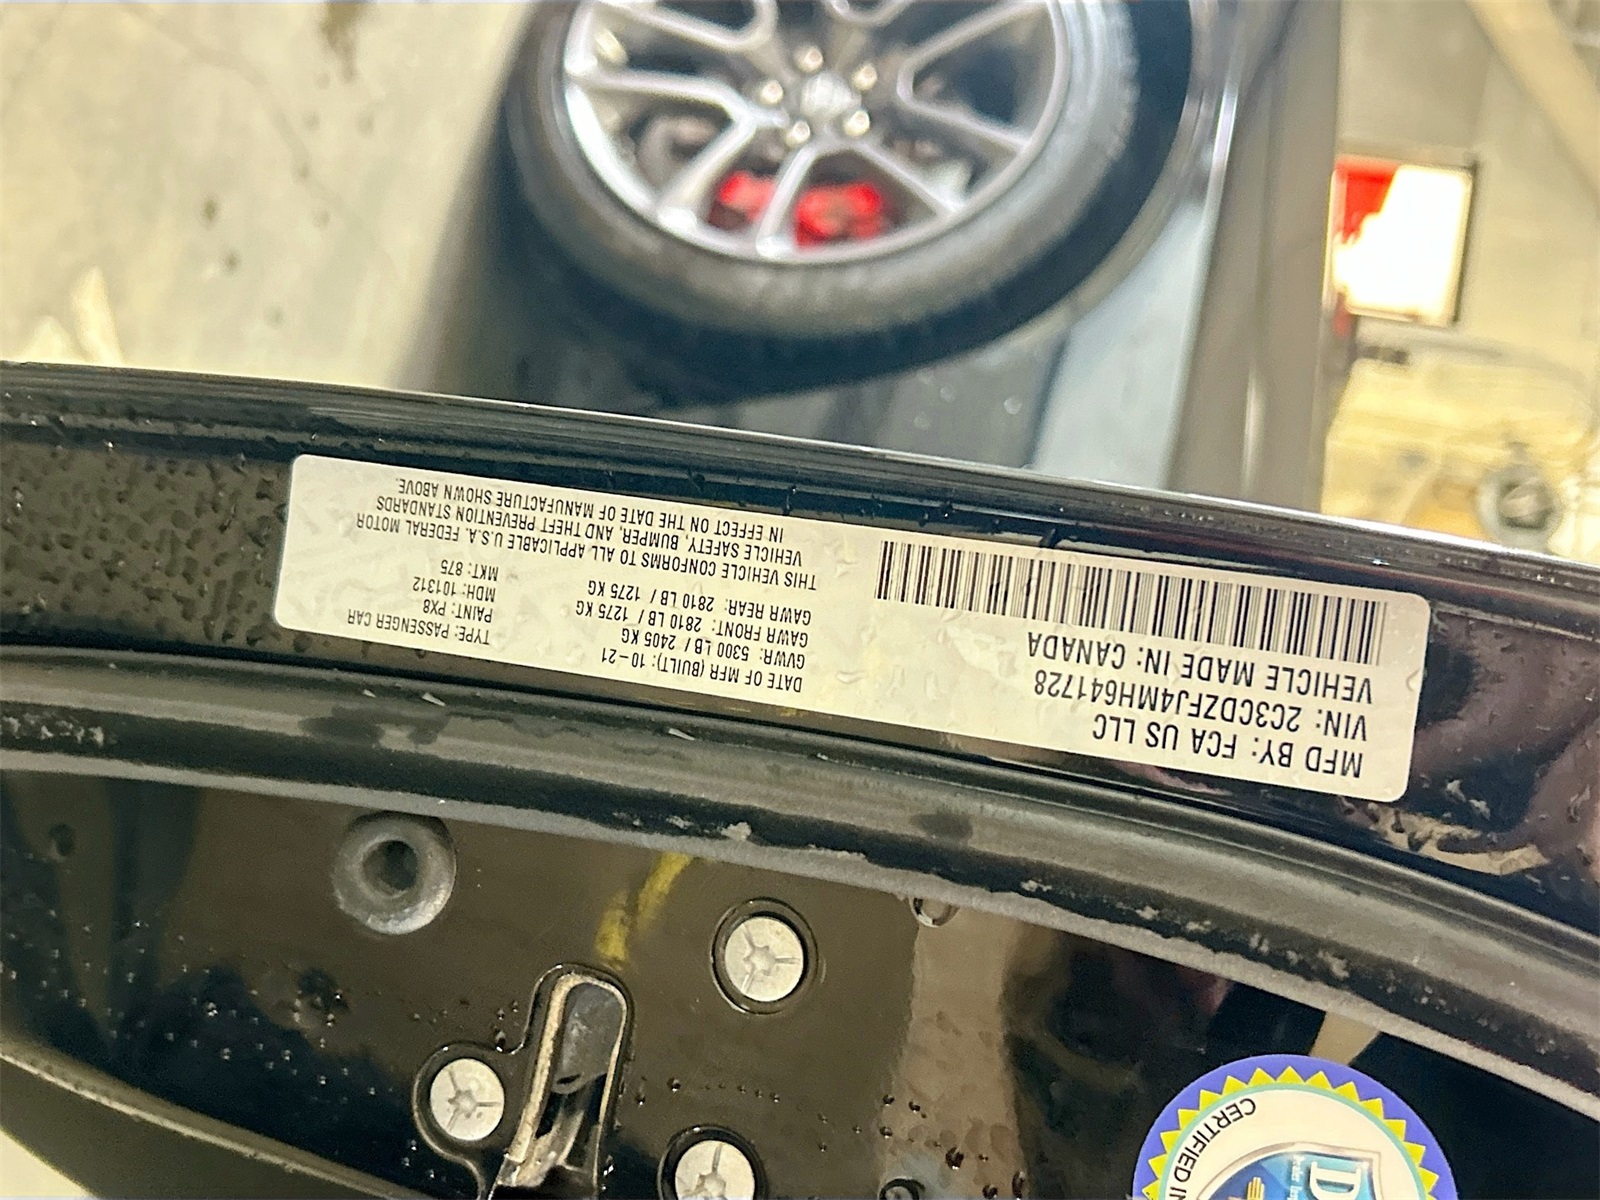 MFD BY: FCA US LLC
VIN: 2C3CDZFJ4MH641728
VEHICLE MADE IN: CANADA
DATE OF MFR (BUILT): 10-21
GVWR: 5300 LB / 2405 KG
GAWR FRONT: 2810 LB / 1275 KG
GAWR REAR: 2810 LB / 1275 KG
TYPE: PASSENGER CAR
PAINT: PX8
MDH: 101312
MKT: 875
THIS VEHICLE CONFORMS TO ALL APPLICABLE U.S.A. FEDERAL MOTOR
VEHICLE SAFETY, BUMPER, AND THEFT PREVENTION STANDARDS
IN EFFECT ON THE DATE OF MANUFACTURE SHOWN ABOVE.
CERTIFIED